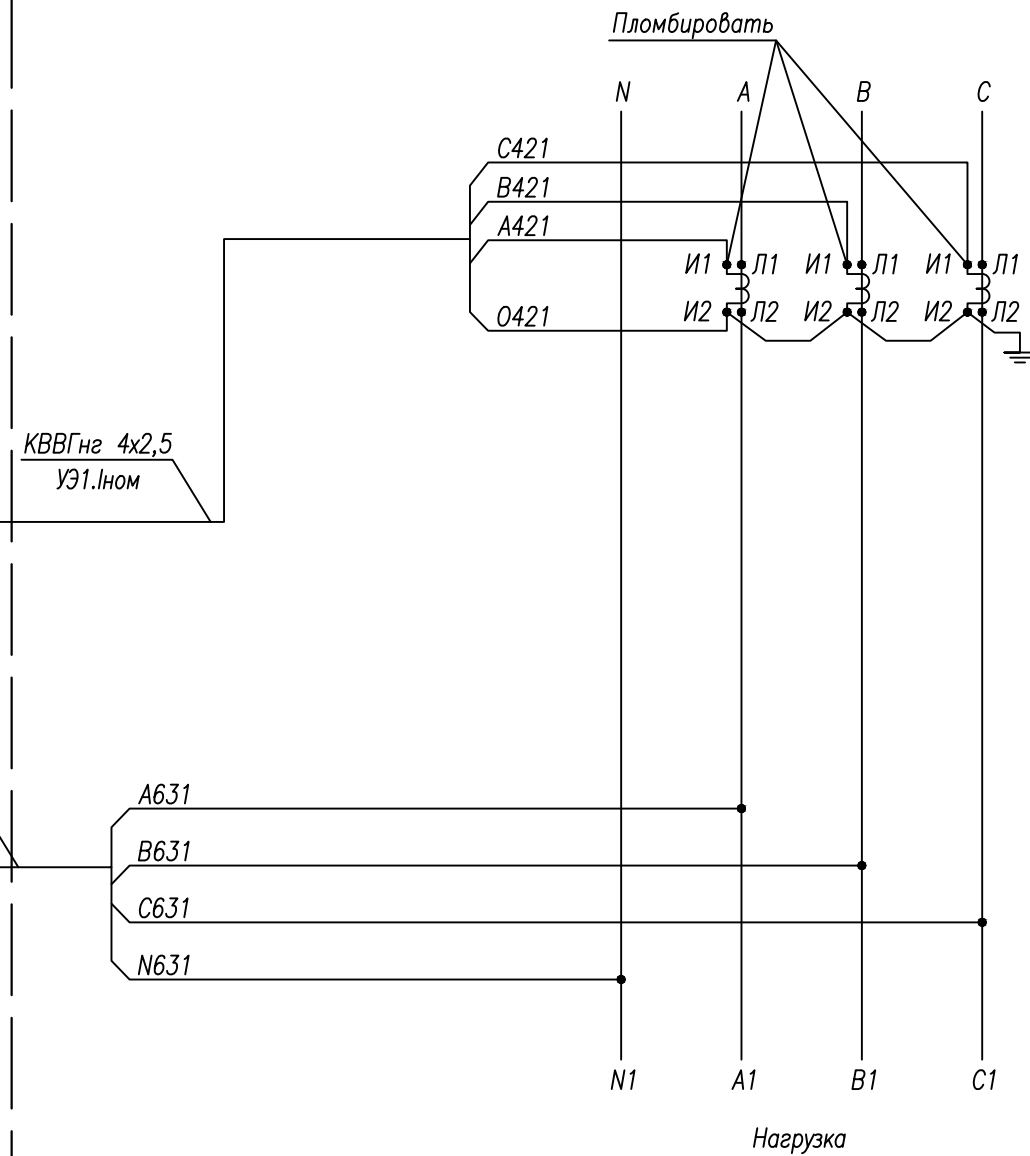 Пломбировать
N A B C
C421
B421
A421
И1 Л1 И1 Л1 И1 Л1
O421
И2 Л2 И2 Л2 И2 Л2
КВВГнг 4х2,5
УЭ1.Iном
A631
B631
C631
N631
N1 A1 B1 C1
Нагрузка